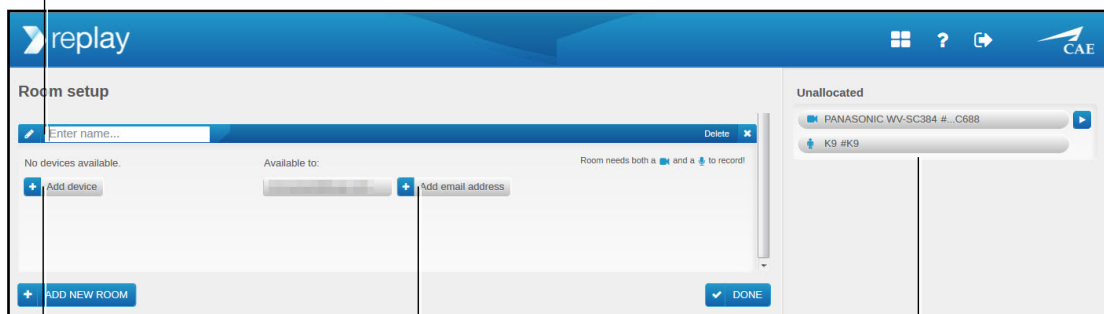 replay
?
CAE
Room setup
Enter name...
Delete
No devices available.
Available to:
Room needs both a and a to record!
Add device
Add email address
ADD NEW ROOM
DONE
Unallocated
PANASONIC WV-SC384 #...C688
K9 #K9